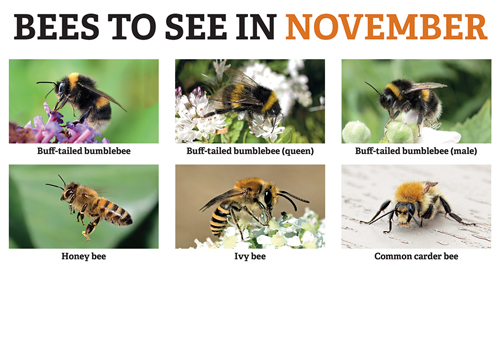 BEES TO SEE IN NOVEMBER
Buff-tailed bumblebee
Buff-tailed bumblebee (queen)
Buff-tailed bumblebee (male)
Honey bee
Ivy bee
Common carder bee